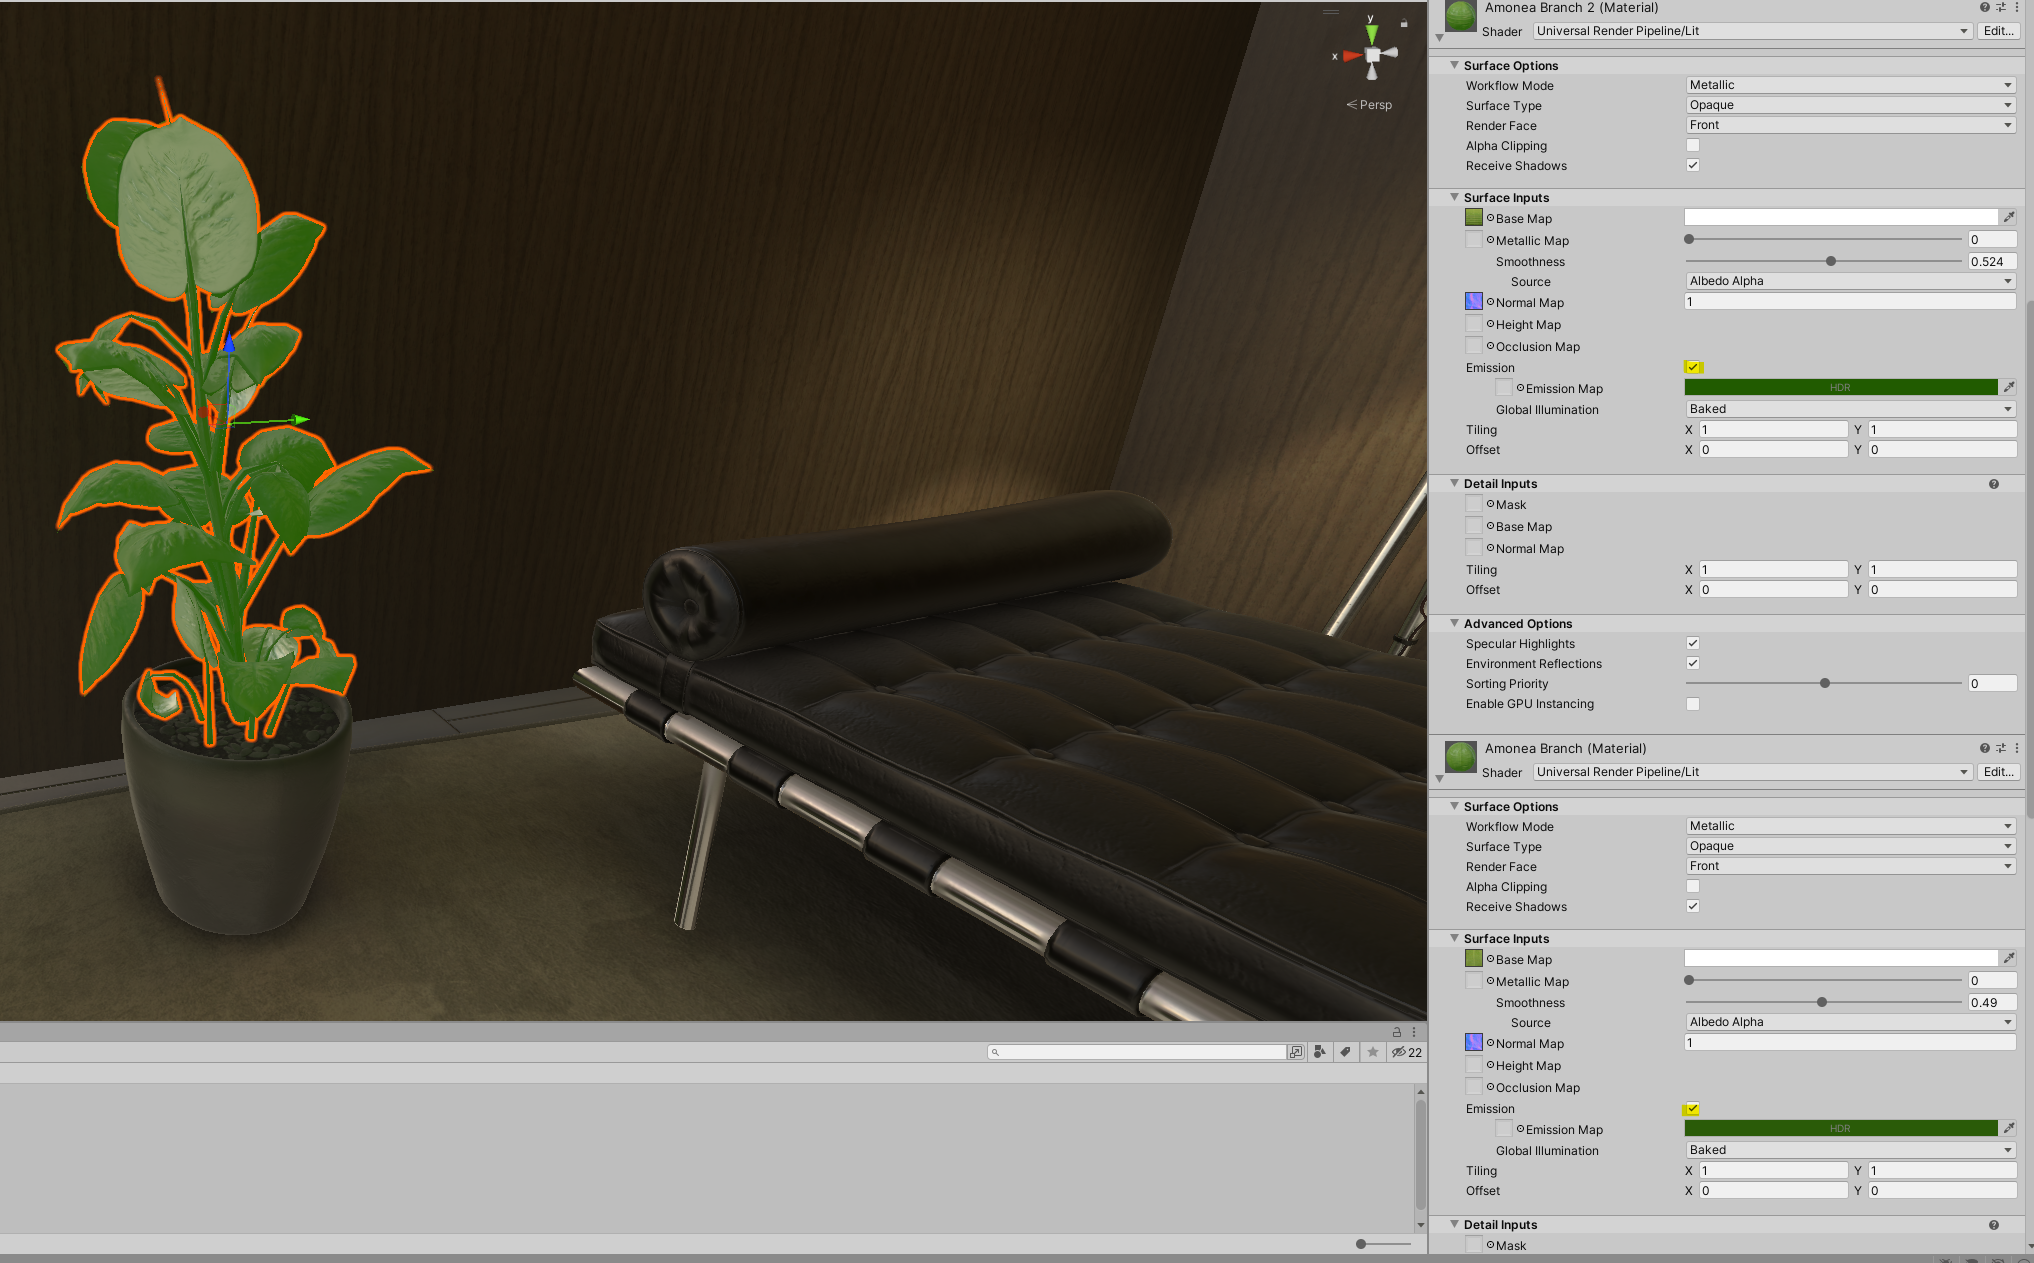 y
x
< Persp
22
Amonea Branch 2 (Material)
Shader Universal Render Pipeline/Lit Edit...
Surface Options
Workflow Mode Metallic
Surface Type Opaque
Render Face Front
Alpha Clipping
Receive Shadows
Surface Inputs
Base Map
Metallic Map 0
Smoothness 0.524
Source Albedo Alpha
Normal Map 1
Height Map
Occlusion Map
Emission
Emission Map HDR
Global Illumination Baked
Tiling X 1 Y 1
Offset X 0 Y 0
Detail Inputs
Mask
Base Map
Normal Map
Tiling X 1 Y 1
Offset X 0 Y 0
Advanced Options
Specular Highlights
Environment Reflections
Sorting Priority 0
Enable GPU Instancing
Amonea Branch (Material)
Shader Universal Render Pipeline/Lit Edit...
Surface Options
Workflow Mode Metallic
Surface Type Opaque
Render Face Front
Alpha Clipping
Receive Shadows
Surface Inputs
Base Map
Metallic Map 0
Smoothness 0.49
Source Albedo Alpha
Normal Map 1
Height Map
Occlusion Map
Emission
Emission Map HDR
Global Illumination Baked
Tiling X 1 Y 1
Offset X 0 Y 0
Detail Inputs
Mask